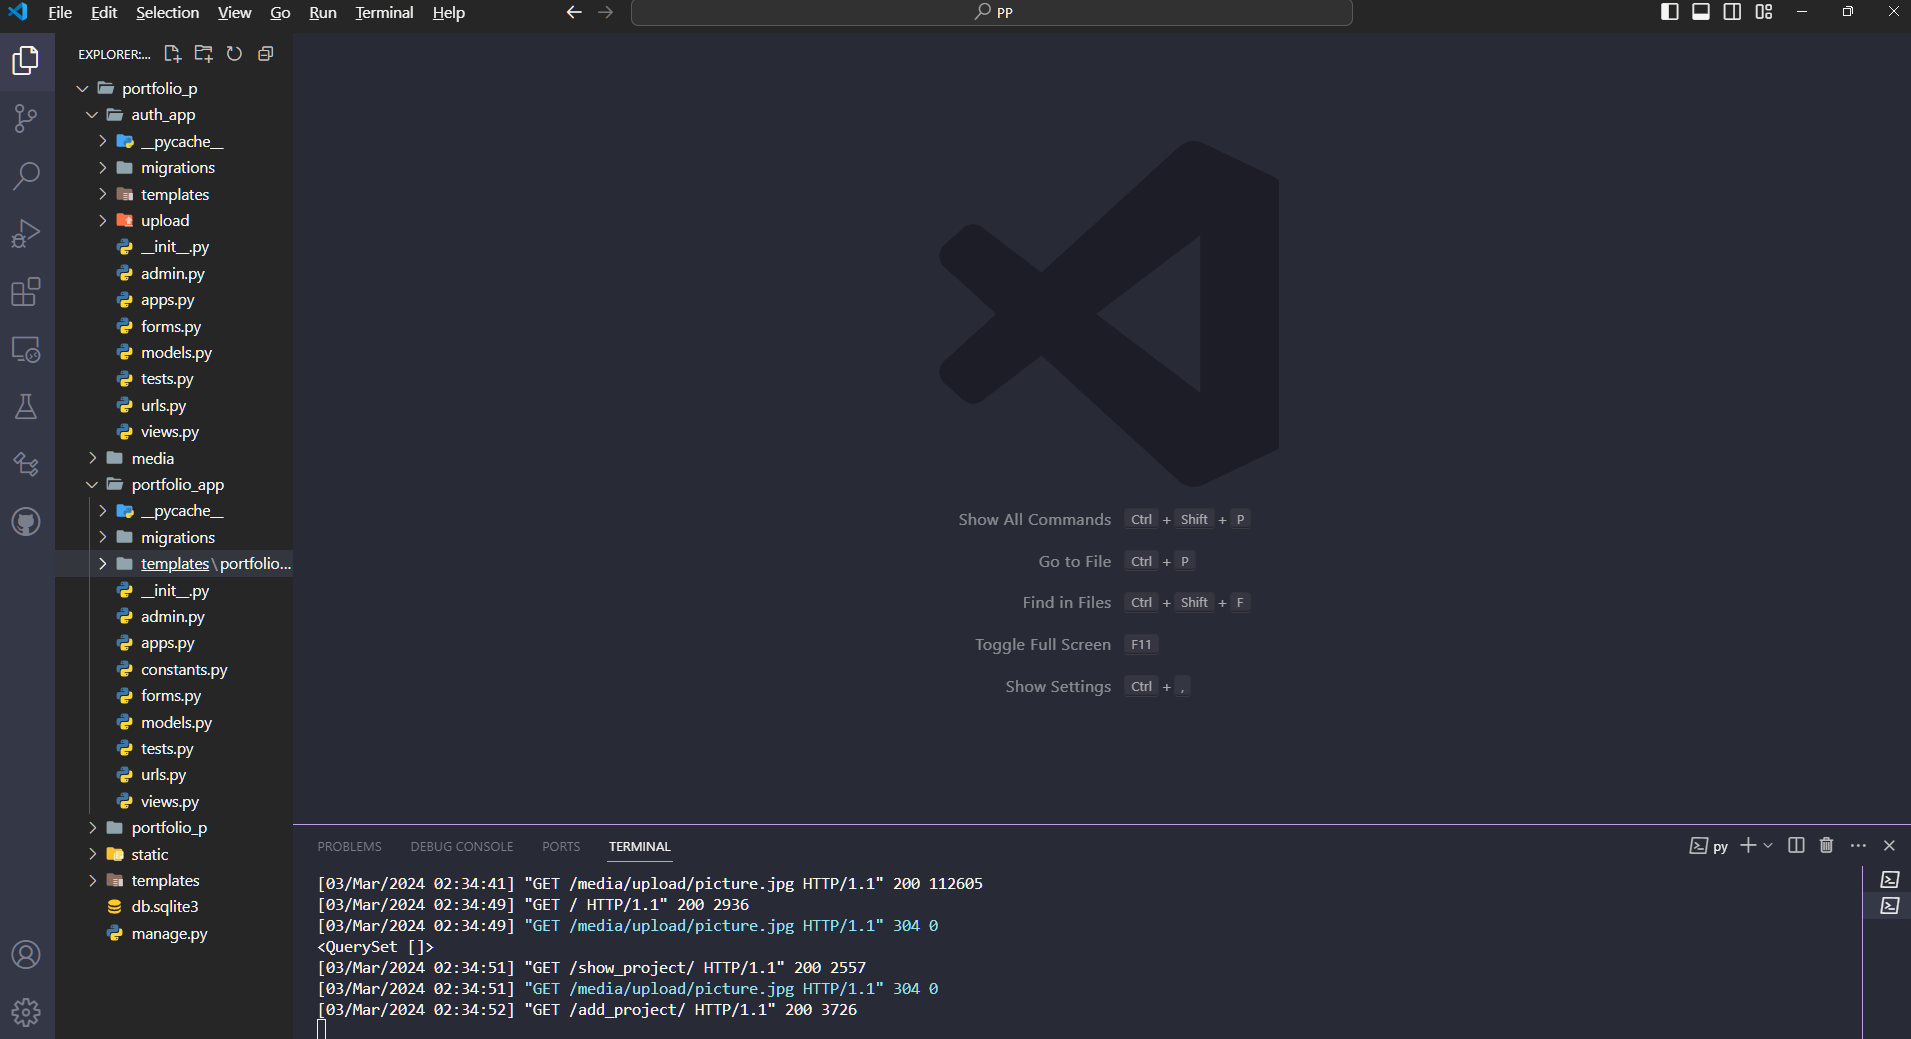 File Edit Selection View Go Run Terminal Help
PP
EXPLORER:...
portfolio_p
auth_app
__pycache__
migrations
templates
upload
__init__.py
admin.py
apps.py
forms.py
models.py
tests.py
urls.py
views.py
media
portfolio_app
__pycache__
migrations
templates\portfolio...
__init__.py
admin.py
apps.py
constants.py
forms.py
models.py
tests.py
urls.py
views.py
portfolio_p
static
templates
db.sqlite3
manage.py
Show All Commands Ctrl + Shift + P
Go to File Ctrl + P
Find in Files Ctrl + Shift + F
Toggle Full Screen F11
Show Settings Ctrl + ,
PROBLEMS DEBUG CONSOLE PORTS TERMINAL
py
[03/Mar/2024 02:34:41] "GET /media/upload/picture.jpg HTTP/1.1" 200 112605
[03/Mar/2024 02:34:49] "GET / HTTP/1.1" 200 2936
[03/Mar/2024 02:34:49] "GET /media/upload/picture.jpg HTTP/1.1" 304 0
<QuerySet []>
[03/Mar/2024 02:34:51] "GET /show_project/ HTTP/1.1" 200 2557
[03/Mar/2024 02:34:51] "GET /media/upload/picture.jpg HTTP/1.1" 304 0
[03/Mar/2024 02:34:52] "GET /add_project/ HTTP/1.1" 200 3726